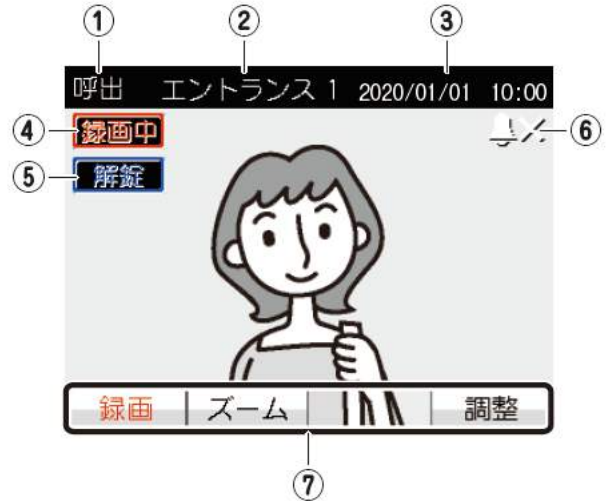 ① ② ③
呼出 エントランス 1 2020/01/01 10:00
④ 録画中 ⑥
⑤ 解錠
録画 ズーム 調整
⑦